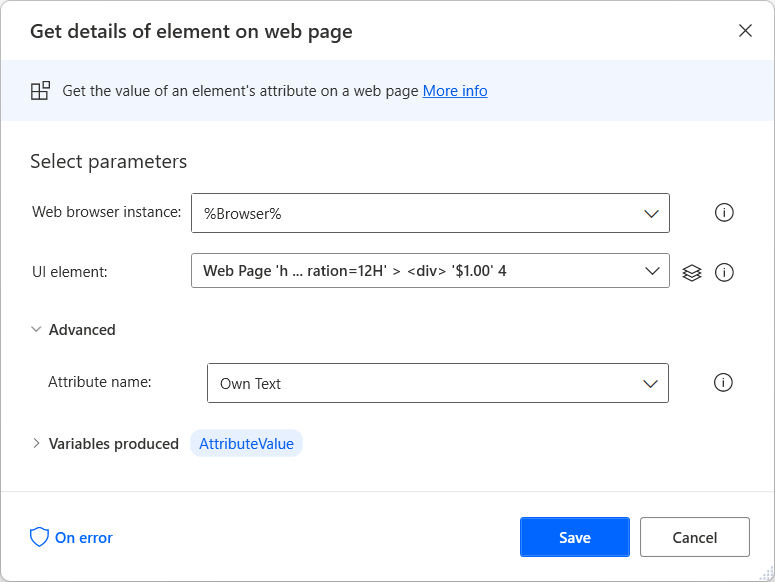 Get details of element on web page
Get the value of an element's attribute on a web page More info
Select parameters
Web browser instance: %Browser%
UI element: Web Page 'h ... ration=12H' > <div> '$1.00' 4
Advanced
Attribute name: Own Text
Variables produced AttributeValue
On error Save Cancel